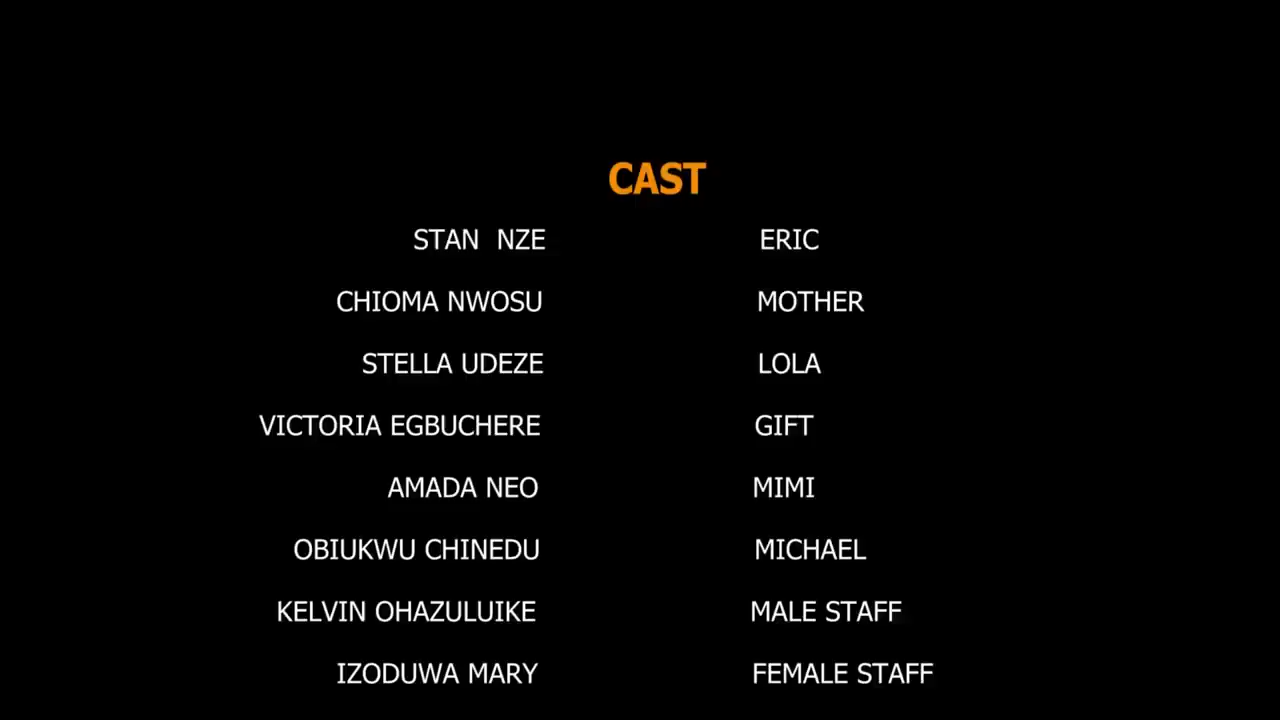 CAST
STAN NZE ERIC
CHIOMA NWOSU MOTHER
STELLA UDEZE LOLA
VICTORIA EGBUCHERE GIFT
AMADA NEO MIMI
OBIUKWU CHINEDU MICHAEL
KELVIN OHAZULUIKE MALE STAFF
IZODUWA MARY FEMALE STAFF